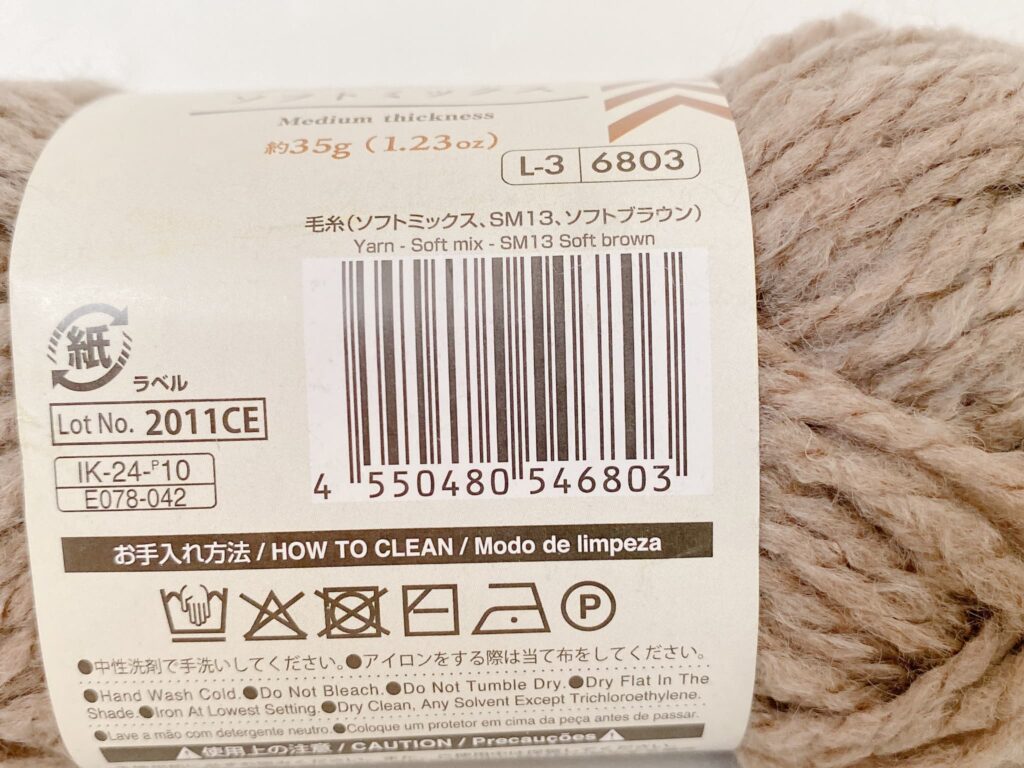 ソフトミックス
Medium thickness
約35g (1.23oz)
L-3 6803
毛糸(ソフトミックス、SM13、ソフトブラウン)
Yarn - Soft mix - SM13 Soft brown
紙
ラベル
Lot No. 2011CE
IK-24-P10
E078-042
4 550480 546803
お手入れ方法 / HOW TO CLEAN / Modo de limpeza
P
●中性洗剤で手洗いしてください。●アイロンをする際は当て布をしてください。
●Hand Wash Cold.●Do Not Bleach.●Do Not Tumble Dry.●Dry Flat In The
Shade.●Iron At Lowest Setting.●Dry Clean, Any Solvent Except Trichloroethylene.
●Lave a mão com detergente neutro.●Coloque um protetor em cima da peça antes de passar.
使用上の注意 / CAUTION / Precauções